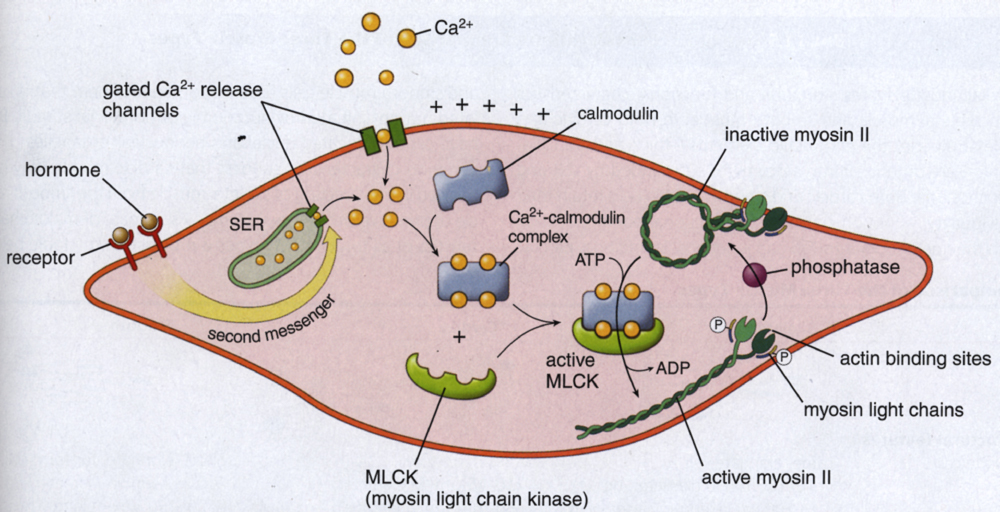 Ca²⁺
gated Ca²⁺ release
channels
+ + + + +
calmodulin
inactive myosin II
hormone
SER
Ca²⁺-calmodulin
complex
receptor
ATP
phosphatase
second messenger
P
+
active
MLCK
ADP
P
actin binding sites
myosin light chains
MLCK
(myosin light chain kinase)
active myosin II